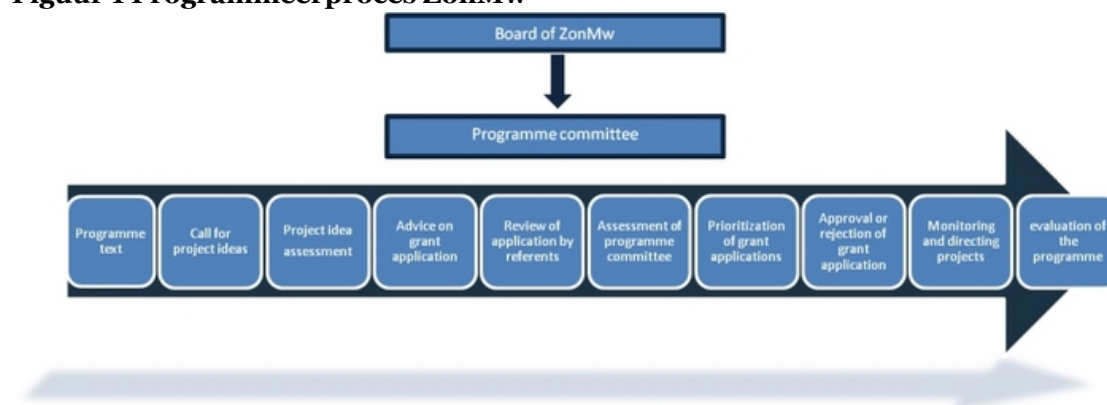 Figuur 1 Programmeerproces ZonMw
Board of ZonMw
Programme committee
Programme
text
Call for
project ideas
Project idea
assessment
Advice on
grant
application
Review of
application by
referents
Assessment of
programme
committee
Prioritization
of grant
applications
Approval or
rejection of
grant
application
Monitoring
and directing
projects
evaluation of
the
programme